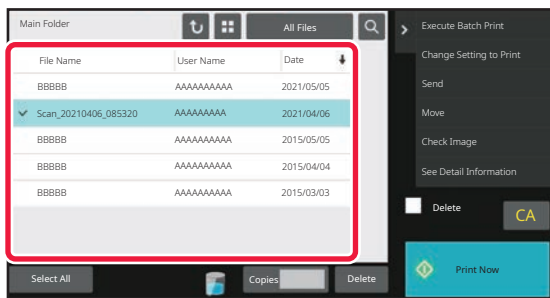 Main Folder
All Files
File Name User Name Date
BBBBB AAAAAAAAAA 2021/05/05
Scan_20210406_085320 AAAAAAAAA 2021/04/06
BBBBB AAAAAAAAAA 2015/05/05
BBBBB AAAAAAAAAA 2015/04/04
BBBBB AAAAAAAAAA 2015/03/03
Select All
Copies
Delete
Execute Batch Print
Change Setting to Print
Send
Move
Check Image
See Detail Information
Delete
CA
Print Now